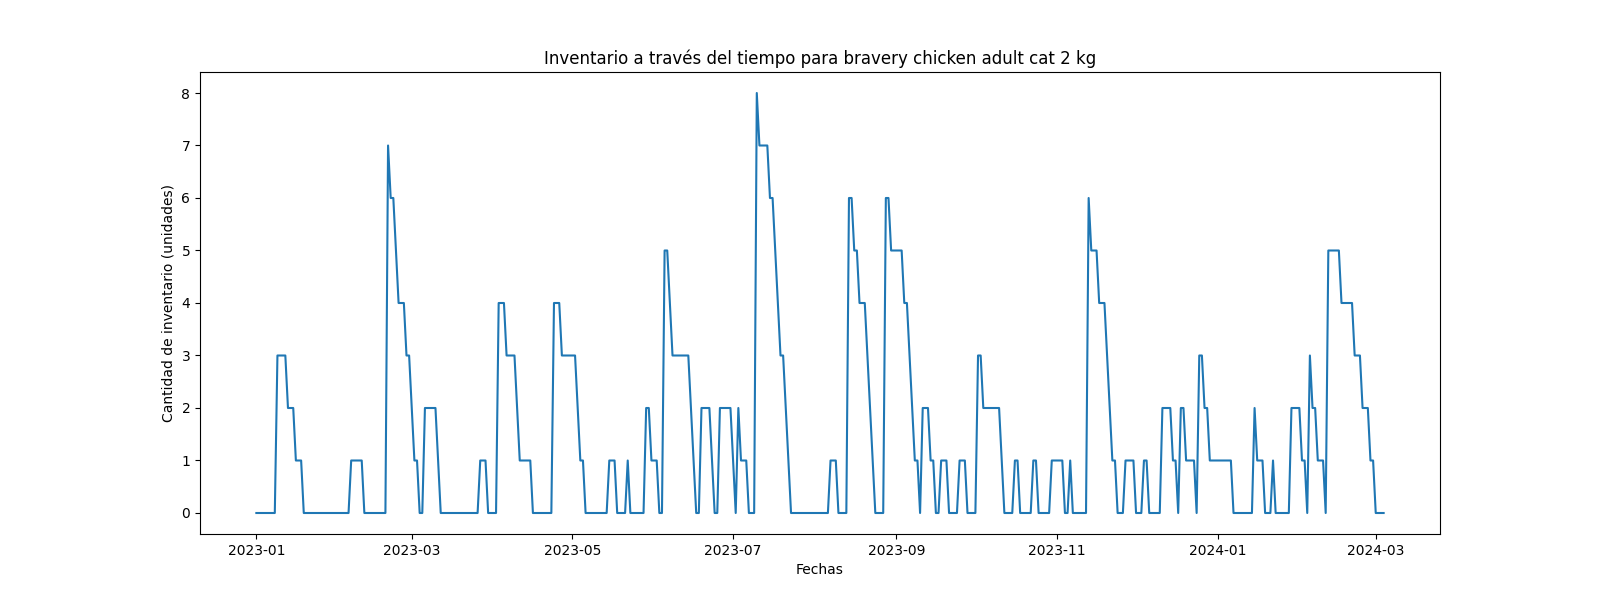 Inventario a través del tiempo para bravery chicken adult cat 2 kg
8
7
6
5
4
3
2
1
0
Cantidad de inventario (unidades)
2023-01 2023-03 2023-05 2023-07 2023-09 2023-11 2024-01 2024-03
Fechas